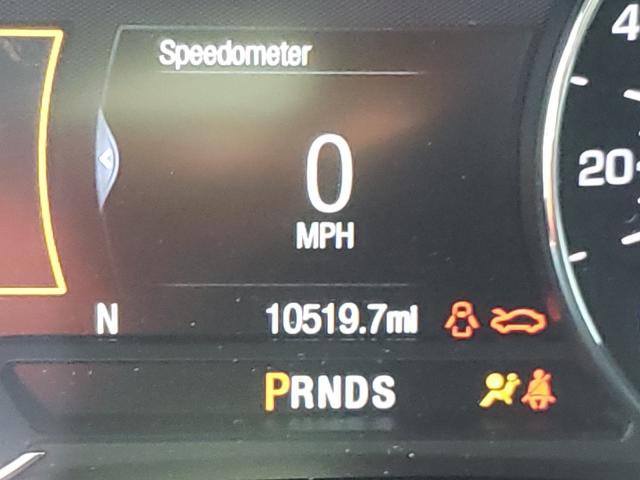 Speedometer
4
20
0
MPH
N 10519.7mi
PRNDS